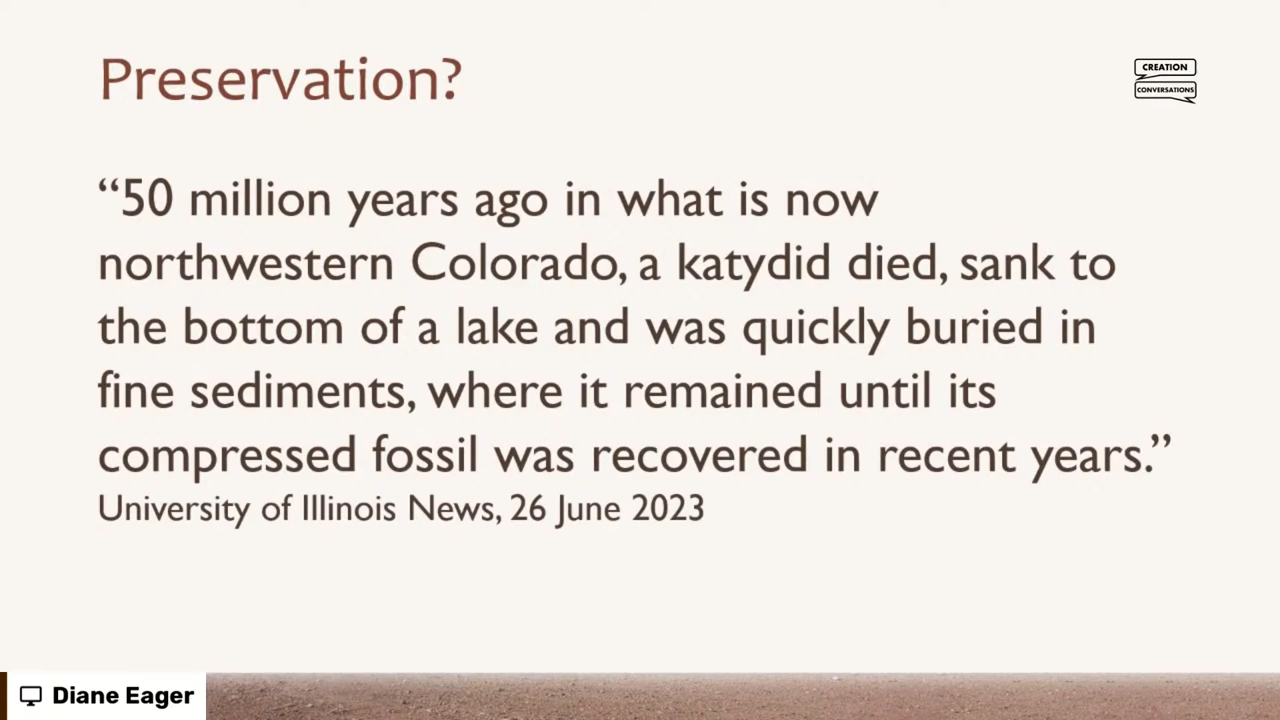 Preservation?
CREATION
CONVERSATIONS
“50 million years ago in what is now
northwestern Colorado, a katydid died, sank to
the bottom of a lake and was quickly buried in
fine sediments, where it remained until its
compressed fossil was recovered in recent years.”
University of Illinois News, 26 June 2023
Diane Eager